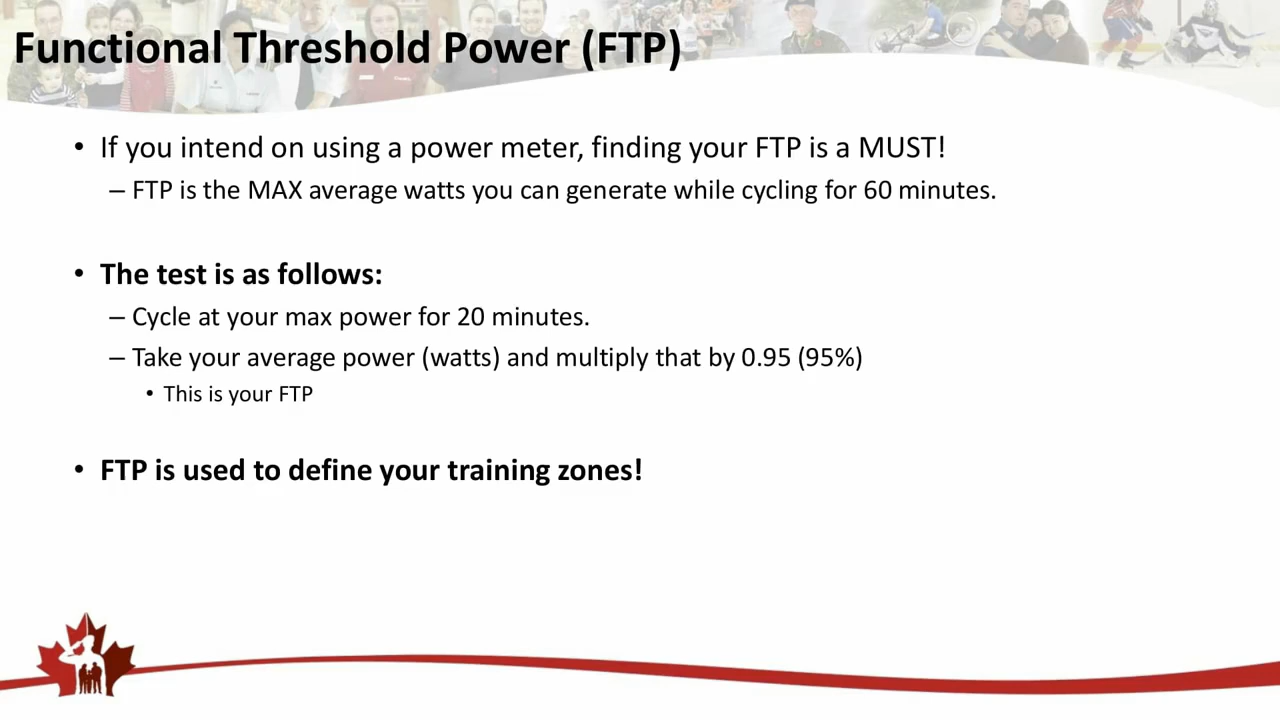 Functional Threshold Power (FTP)
• If you intend on using a power meter, finding your FTP is a MUST!
– FTP is the MAX average watts you can generate while cycling for 60 minutes.
• The test is as follows:
– Cycle at your max power for 20 minutes.
– Take your average power (watts) and multiply that by 0.95 (95%)
• This is your FTP
• FTP is used to define your training zones!